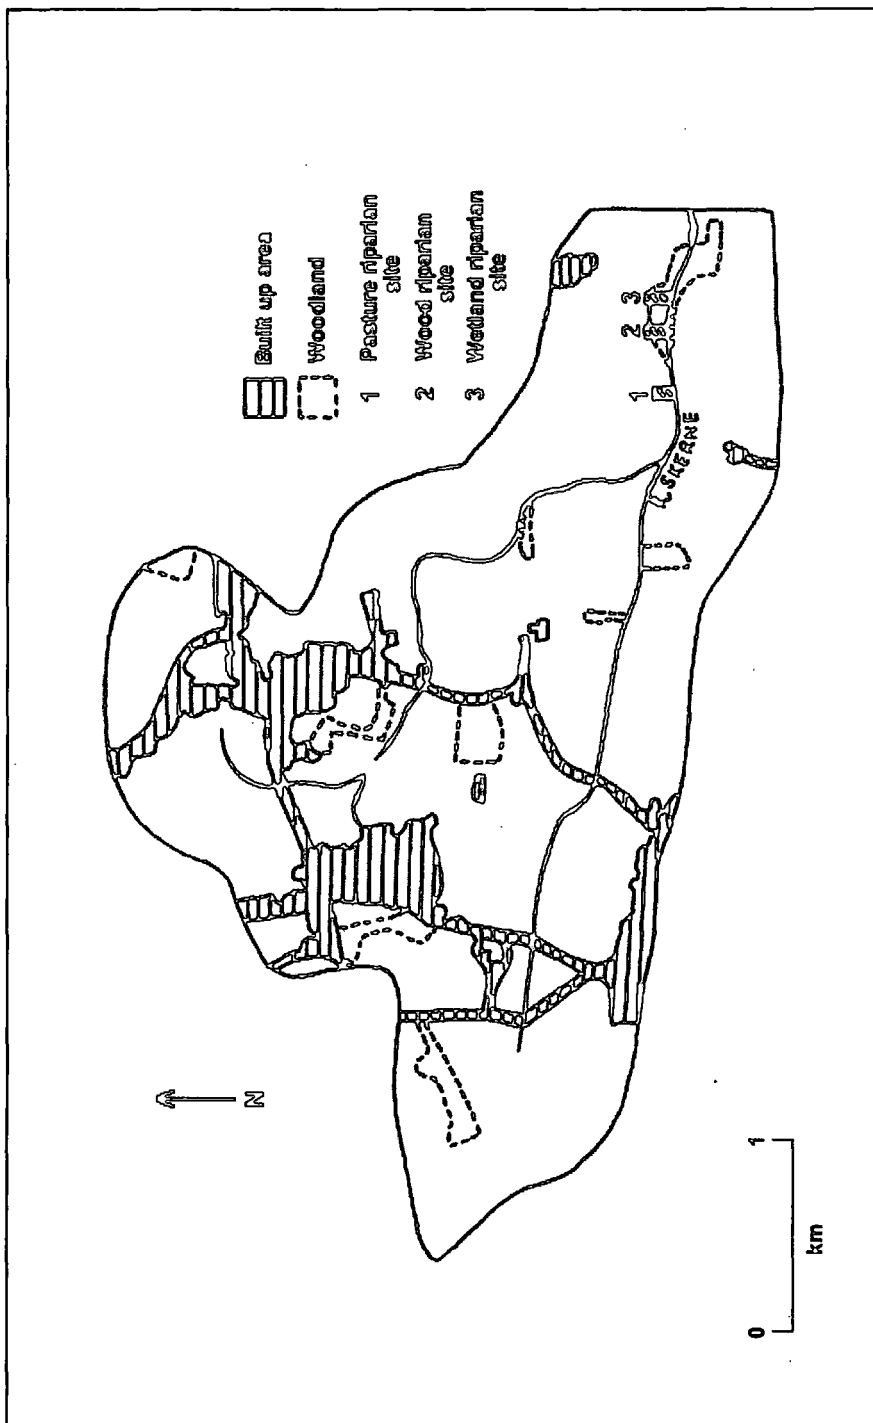 Built up area
Woodland
1 Pasture riparian
site
2 Wood riparian
site
3 Wetland riparian
site
N
1
2
3
R SKERNE
0
1
km